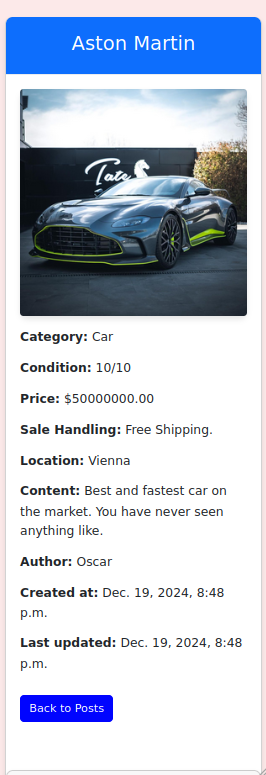 Aston Martin
Tate
Category: Car
Condition: 10/10
Price: $50000000.00
Sale Handling: Free Shipping.
Location: Vienna
Content: Best and fastest car on
the market. You have never seen
anything like.
Author: Oscar
Created at: Dec. 19, 2024, 8:48
p.m.
Last updated: Dec. 19, 2024, 8:48
p.m.
Back to Posts